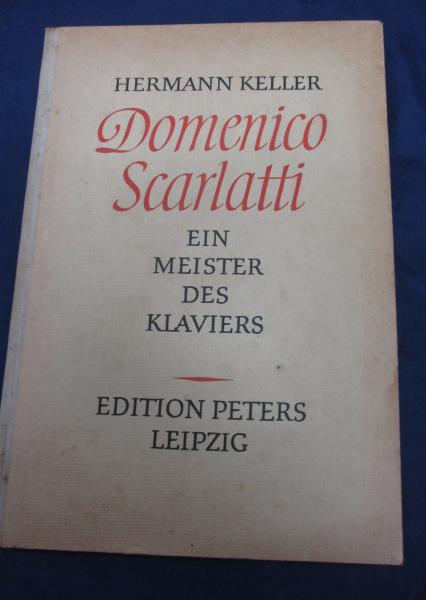 HERMANN KELLER
Domenico
Scarlatti
EIN
MEISTER
DES
KLAVIERS
EDITION PETERS
LEIPZIG